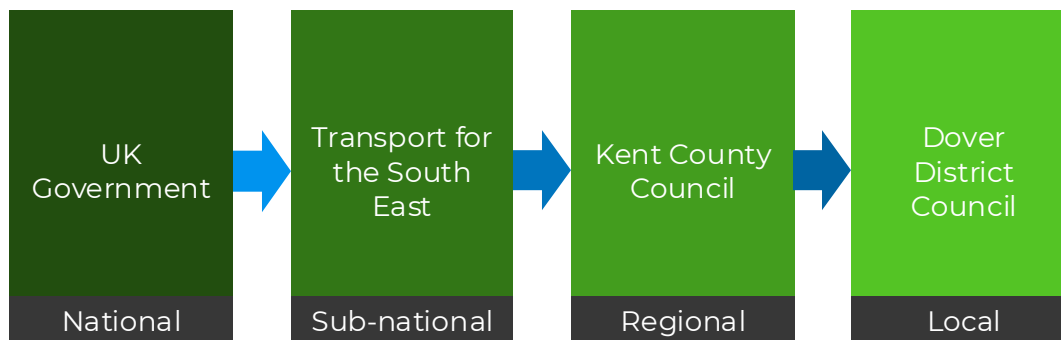 UK
Government
Transport for
the South
East
Kent County
Council
Dover
District
Council
National
Sub-national
Regional
Local